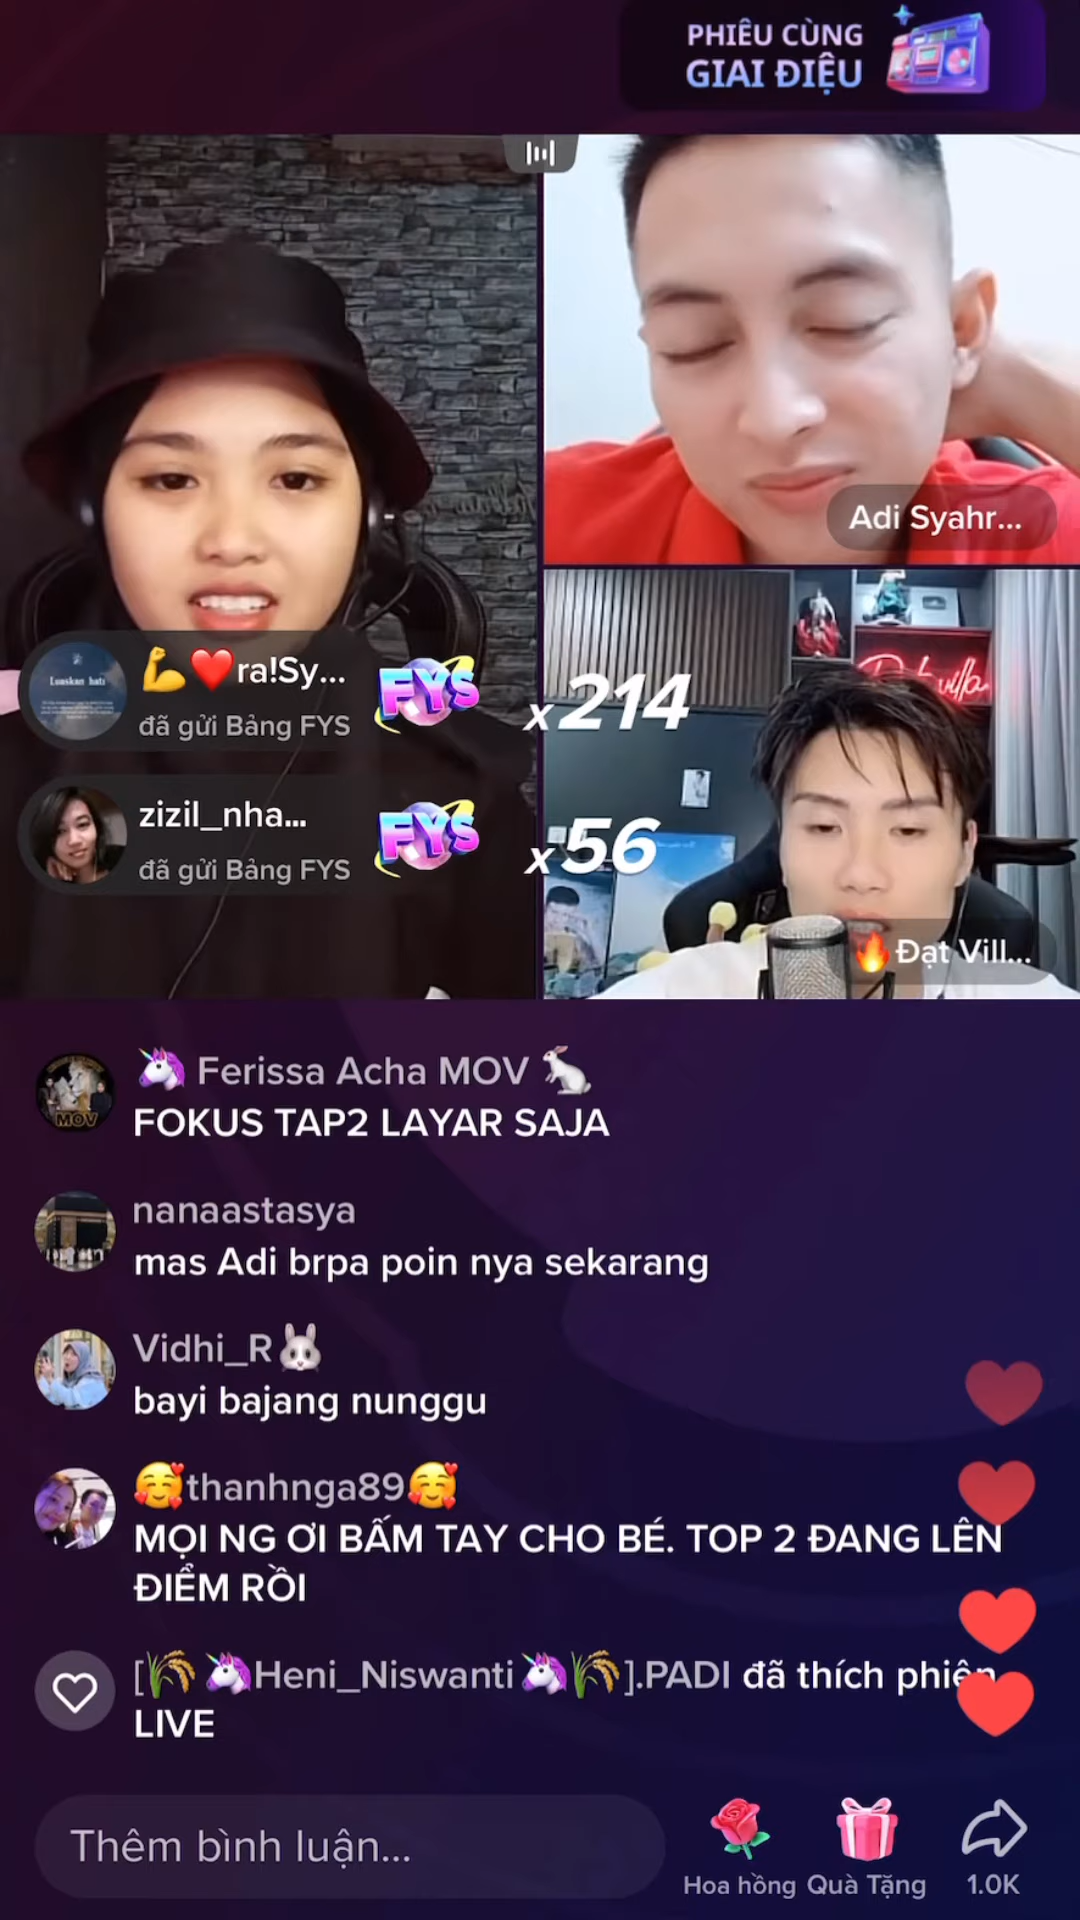 PHIÊU CÙNG
GIAI ĐIỆU
Adi Syahr...
💪❤️ra!Sy...
đã gửi Bảng FYS
FYS
x214
Luaskan hati
zizil_nha...
đã gửi Bảng FYS
FYS
x56
🔥Đạt Vill...
🦄 Ferissa Acha MOV 🐇
MOV
FOKUS TAP2 LAYAR SAJA
nanaastasya
mas Adi brpa poin nya sekarang
Vidhi_R🐰
bayi bajang nunggu
🥰thanhnga89🥰
MỌI NG ƠI BẤM TAY CHO BÉ. TOP 2 ĐANG LÊN
ĐIỂM RỒI
[🌾🦄Heni_Niswanti🦄🌾].PADI đã thích phiên
LIVE
Thêm bình luận...
Hoa hồng
Quà Tặng
1.0K